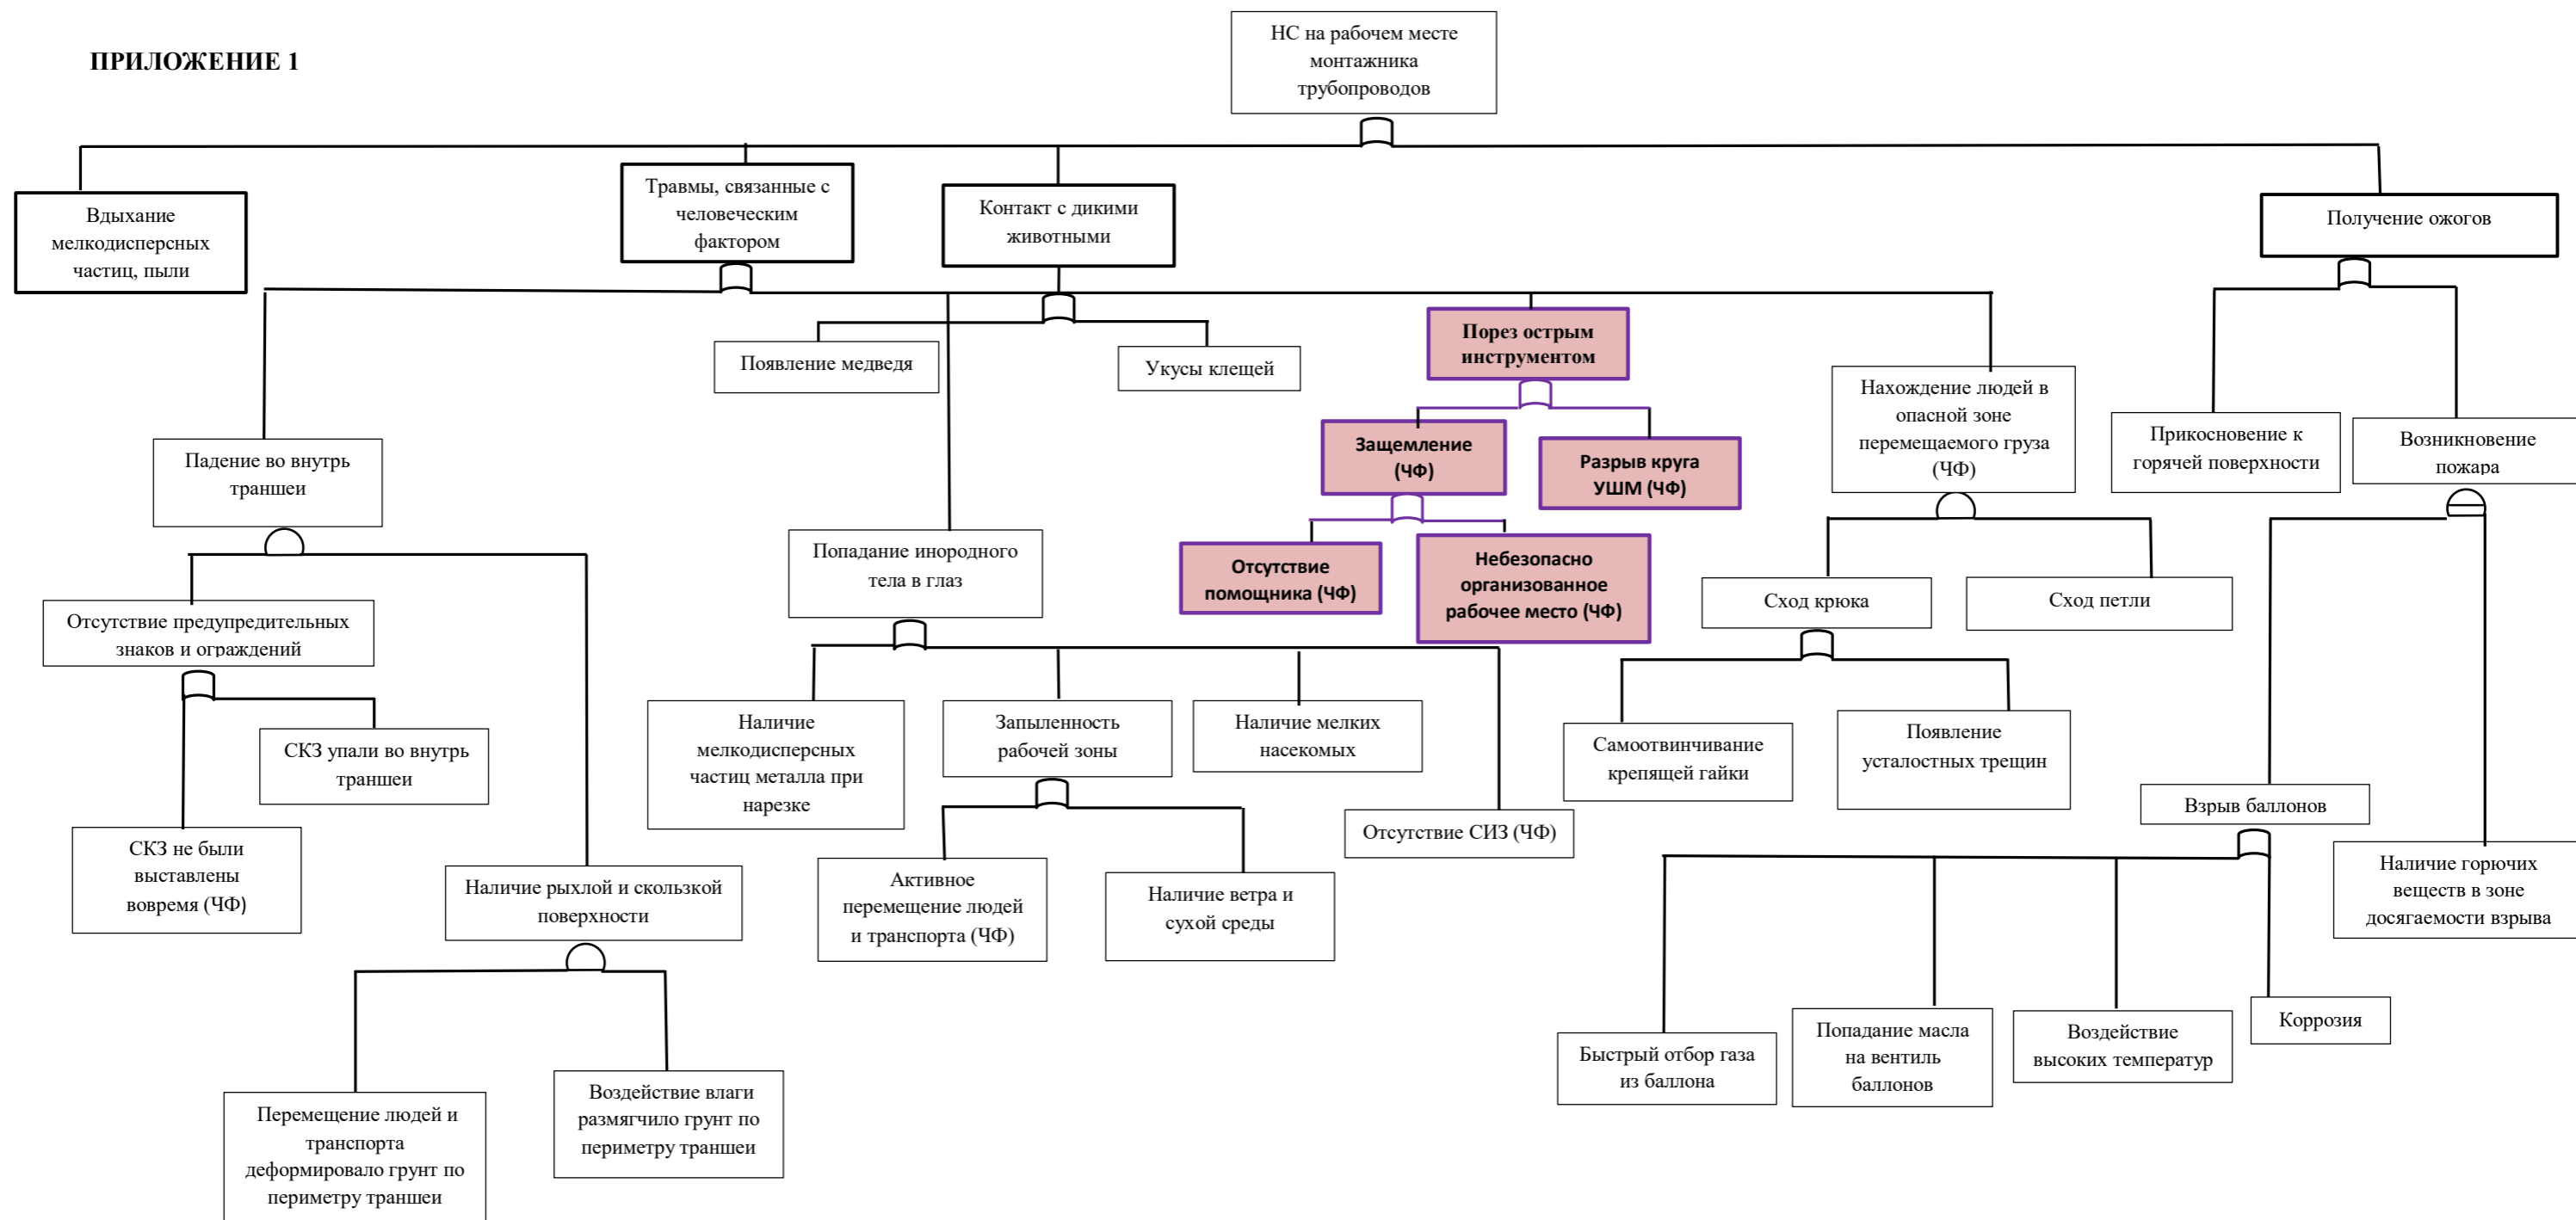 ПРИЛОЖЕНИЕ 1
НС на рабочем месте
монтажника
трубопроводов
Вдыхание
мелкодисперсных
частиц, пыли
Травмы, связанные с
человеческим
фактором
Контакт с дикими
животными
Получение ожогов
Появление медведя
Укусы клещей
Порез острым
инструментом
Нахождение людей в
опасной зоне
перемещаемого груза
(ЧФ)
Прикосновение к
горячей поверхности
Возникновение
пожара
Падение во внутрь
траншеи
Защемление
(ЧФ)
Разрыв круга
УШМ (ЧФ)
Попадание инородного
тела в глаз
Отсутствие
помощника (ЧФ)
Небезопасно
организованное
рабочее место (ЧФ)
Сход крюка
Сход петли
Отсутствие предупредительных
знаков и ограждений
СКЗ упали во внутрь
траншеи
Наличие
мелкодисперсных
частиц металла при
нарезке
Запыленность
рабочей зоны
Наличие мелких
насекомых
Самоотвинчивание
крепящей гайки
Появление
усталостных трещин
Взрыв баллонов
Отсутствие СИЗ (ЧФ)
СКЗ не были
выставлены
вовремя (ЧФ)
Наличие рыхлой и скользкой
поверхности
Активное
перемещение людей
и транспорта (ЧФ)
Наличие ветра и
сухой среды
Наличие горючих
веществ в зоне
досягаемости взрыва
Быстрый отбор газа
из баллона
Попадание масла
на вентиль
баллонов
Воздействие
высоких температур
Коррозия
Перемещение людей и
транспорта
деформировало грунт по
периметру траншеи
Воздействие влаги
размягчило грунт по
периметру траншеи